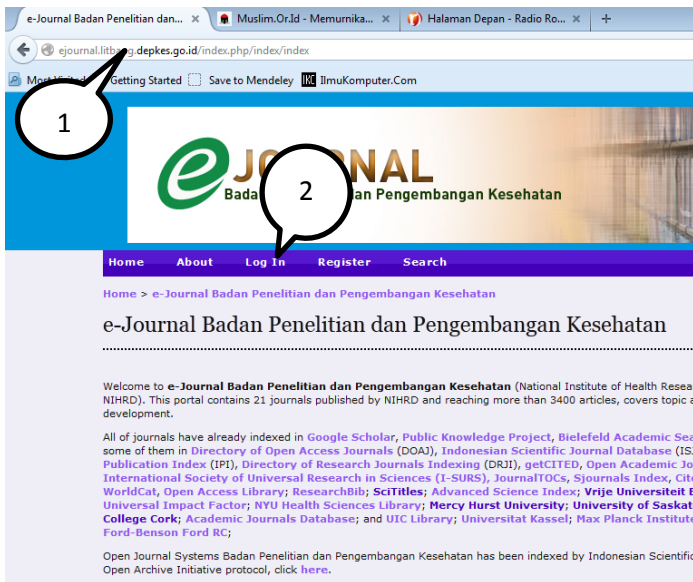 e-Journal Badan Penelitian dan... × Muslim.Or.Id - Memurnika... × Halaman Depan - Radio Ro... × +
ejournal.litbang.depkes.go.id/index.php/index/index
Most Visited Getting Started Save to Mendeley IKC IlmuKomputer.Com
1
e JOURNAL
2
Badan Pengembangan Kesehatan
Home About Log In Register Search
Home > e-Journal Badan Penelitian dan Pengembangan Kesehatan
e-Journal Badan Penelitian dan Pengembangan Kesehatan
Welcome to e-Journal Badan Penelitian dan Pengembangan Kesehatan (National Institute of Health Resea
NIHRD). This portal contains 21 journals published by NIHRD and reaching more than 3400 articles, covers topic a
development.
All of journals have already indexed in Google Scholar, Public Knowledge Project, Bielefeld Academic Sea
some of them in Directory of Open Access Journals (DOAJ), Indonesian Scientific Journal Database (ISJ
Publication Index (IPI), Directory of Research Journals Indexing (DRJI), getCITED, Open Academic Jo
International Society of Universal Research in Sciences (I-SURS), JournalTOCs, Sjournals Index, Cite
WorldCat, Open Access Library; ResearchBib; SciTitles; Advanced Science Index; Vrije Universiteit B
Universal Impact Factor; NYU Health Sciences Library; Mercy Hurst University; University of Saskat
College Cork; Academic Journals Database; and UIC Library; Universitat Kassel; Max Planck Institute
Ford-Benson Ford RC;
Open Journal Systems Badan Penelitian dan Pengembangan Kesehatan has been indexed by Indonesian Scientific
Open Archive Initiative protocol, click here.